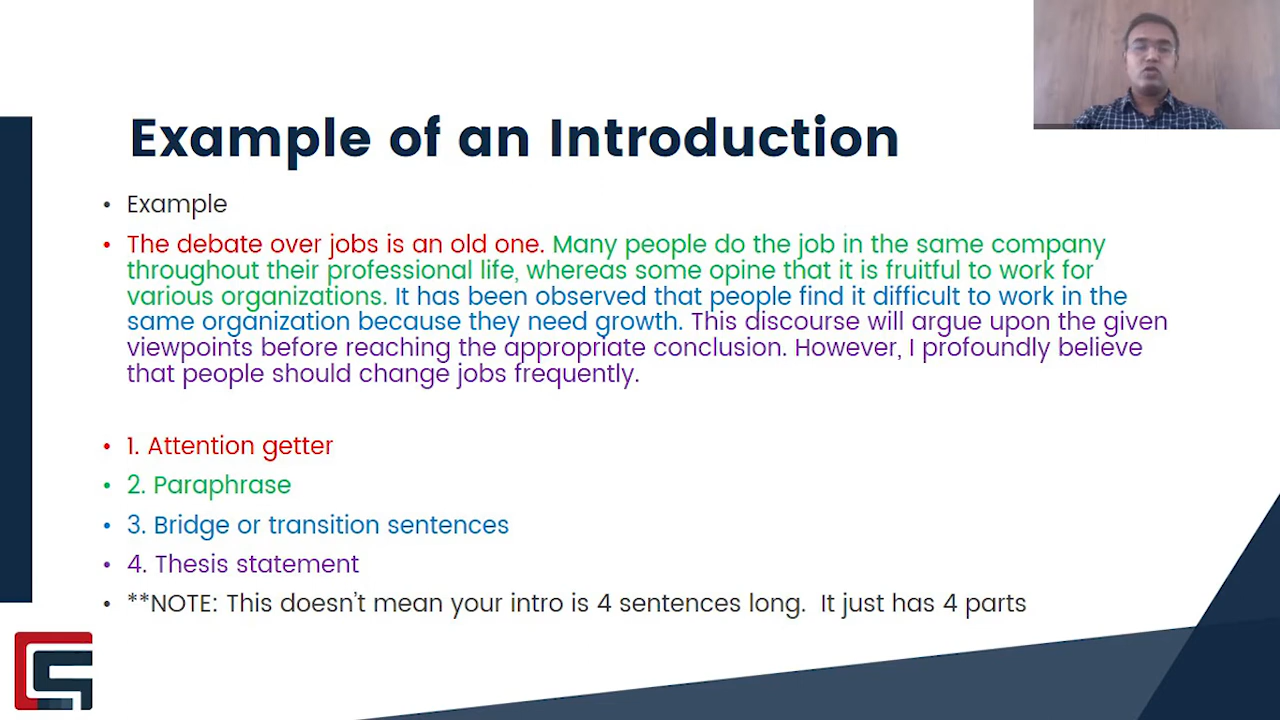 Example of an Introduction
• Example
• The debate over jobs is an old one. Many people do the job in the same company
throughout their professional life, whereas some opine that it is fruitful to work for
various organizations. It has been observed that people find it difficult to work in the
same organization because they need growth. This discourse will argue upon the given
viewpoints before reaching the appropriate conclusion. However, I profoundly believe
that people should change jobs frequently.
• 1. Attention getter
• 2. Paraphrase
• 3. Bridge or transition sentences
• 4. Thesis statement
• **NOTE: This doesn’t mean your intro is 4 sentences long.  It just has 4 parts